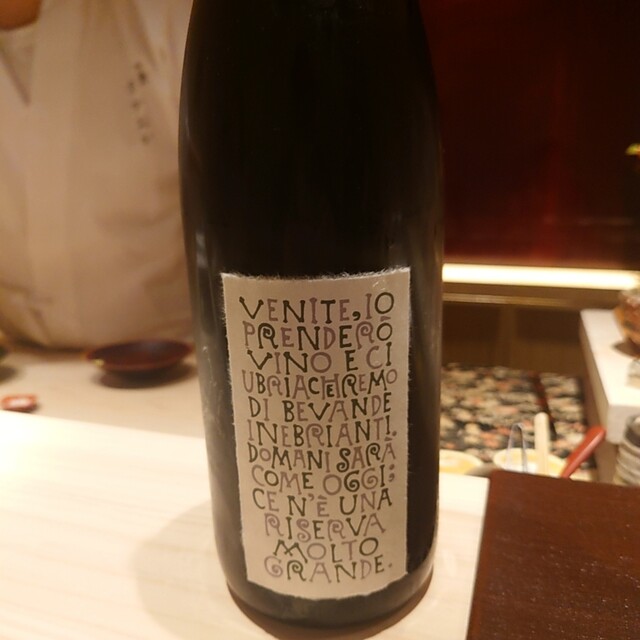 VENITE, IO
PRENDERÒ
VINO E CI
UBRIACHEREMO
DI BEVANDE
INEBRIANTI.
DOMANI SARÀ
COME OGGI;
CE N'È UNA
RISERVA
MOLTO
GRANDE.